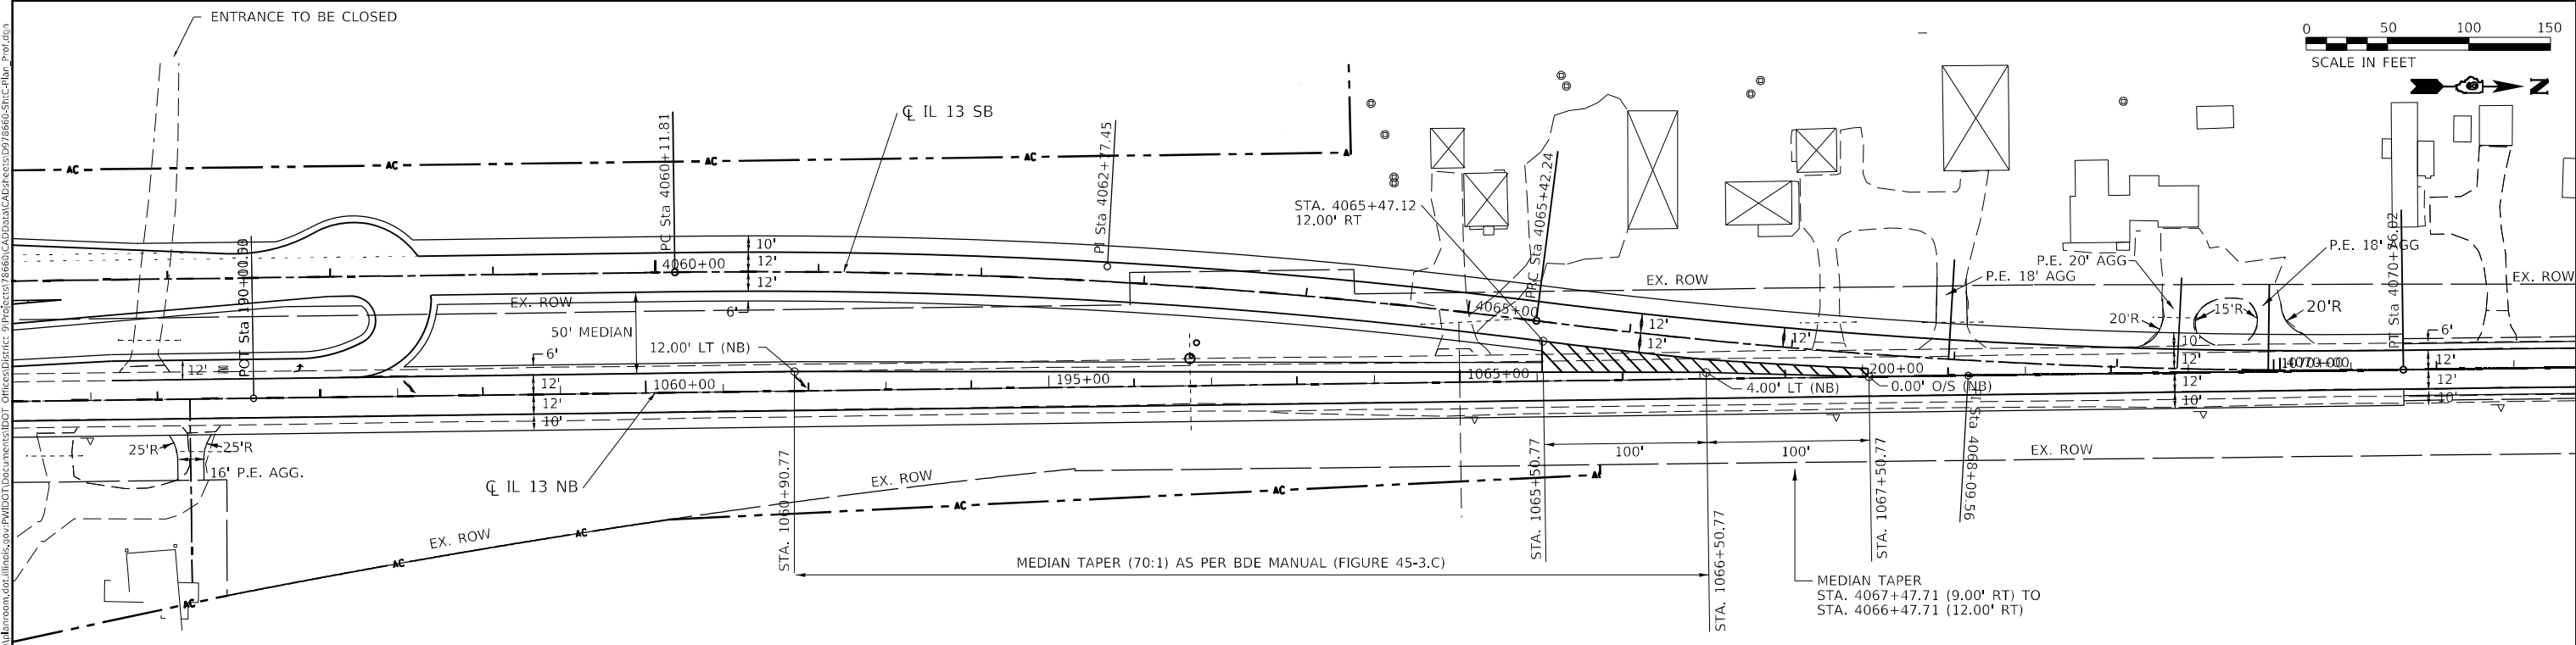 ENTRANCE TO BE CLOSED
0 50 100 150
SCALE IN FEET
N
℄ IL 13 SB
AC
AC
AC
AC
A
PC Sta 4060+11.81
PI Sta 4062+77.45
PRC Sta 4065+42.24
STA. 4065+47.12
12.00' RT
P.E. 18' AGG
P.E. 20' AGG
P.E. 18' AGG
EX. ROW
EX. ROW
EX. ROW
POT Sta 190+00.00
PT Sta 4070+76.02
10'
12'
12'
6'
4060+00
4065+00
50' MEDIAN
12.00' LT (NB)
12'
12'
12'
20'R
15'R
20'R
6'
12'
12'
10'
10'
12'
12'
10'
12'
6'
12'
12'
10'
1060+00
195+00
1065+00
200+00
4070+00
4.00' LT (NB)
0.00' O/S (NB)
PI Sta 4068+09.56
25'R
25'R
16' P.E. AGG.
℄ IL 13 NB
EX. ROW
EX. ROW
EX. ROW
AC
AC
AC
AC
AC
A
100'
100'
STA. 1060+90.77
STA. 1065+50.77
STA. 1066+50.77
STA. 1067+50.77
MEDIAN TAPER (70:1) AS PER BDE MANUAL (FIGURE 45-3.C)
MEDIAN TAPER
STA. 4067+47.71 (9.00' RT) TO
STA. 4066+47.71 (12.00' RT)